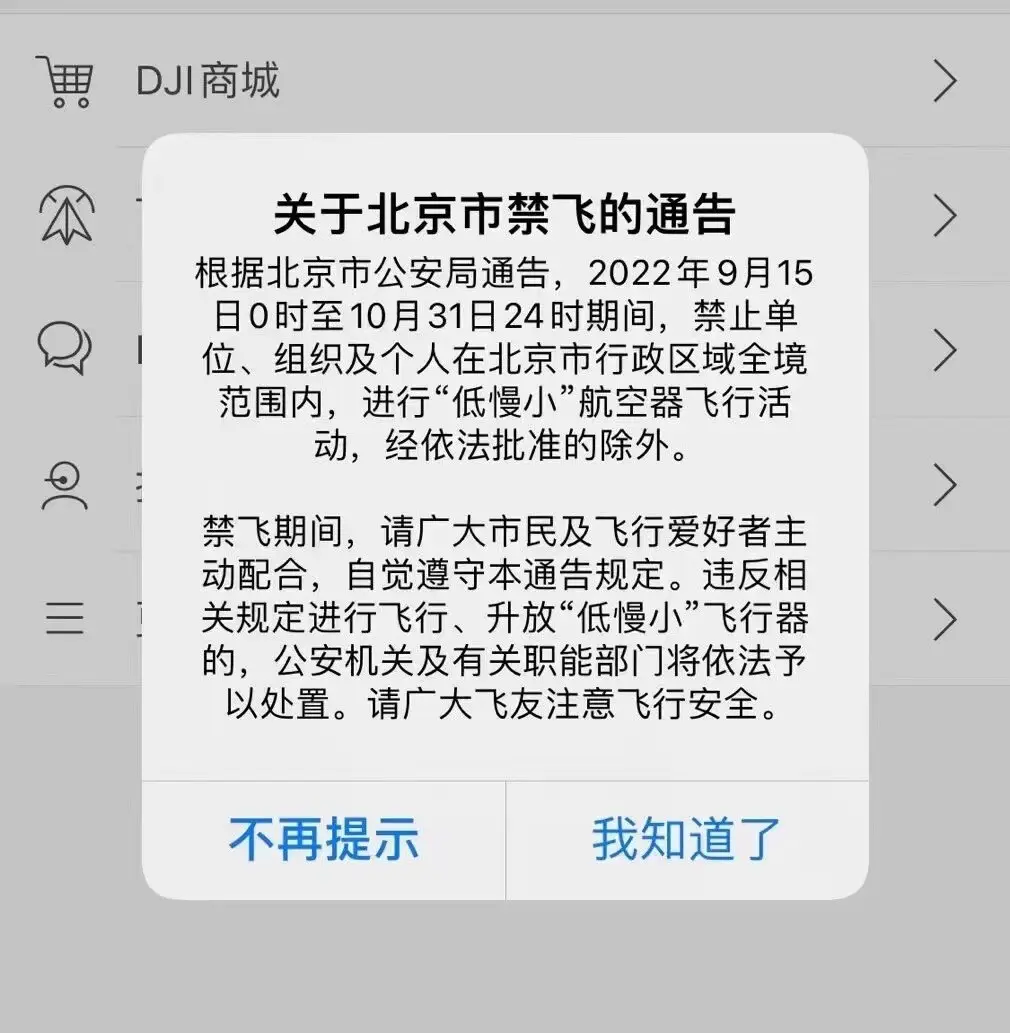 DJI商城
关于北京市禁飞的通告
根据北京市公安局通告，2022年9月15
日0时至10月31日24时期间，禁止单
位、组织及个人在北京市行政区域全境
范围内，进行“低慢小”航空器飞行活
动，经依法批准的除外。
禁飞期间，请广大市民及飞行爱好者主
动配合，自觉遵守本通告规定。违反相
关规定进行飞行、升放“低慢小”飞行器
的，公安机关及有关职能部门将依法予
以处置。请广大飞友注意飞行安全。
不再提示
我知道了